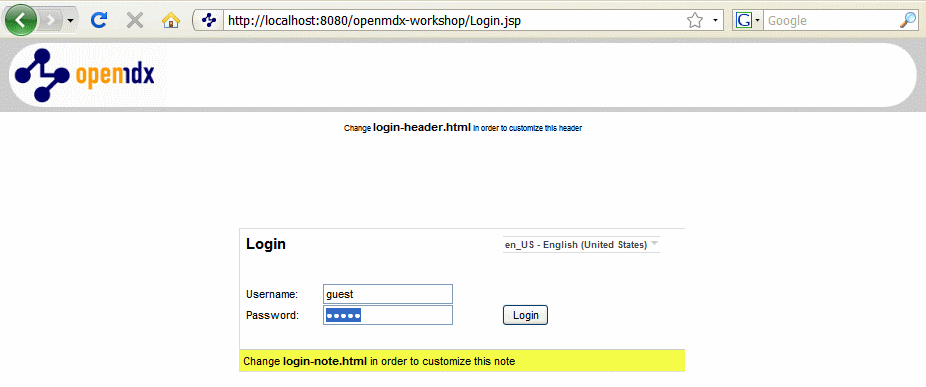 http://localhost:8080/openmdx-workshop/Login.jsp
G Google
openmdx
Change login-header.html in order to customize this header
Login
en_US - English (United States)
Username: guest
Password: •••••
Login
Change login-note.html in order to customize this note